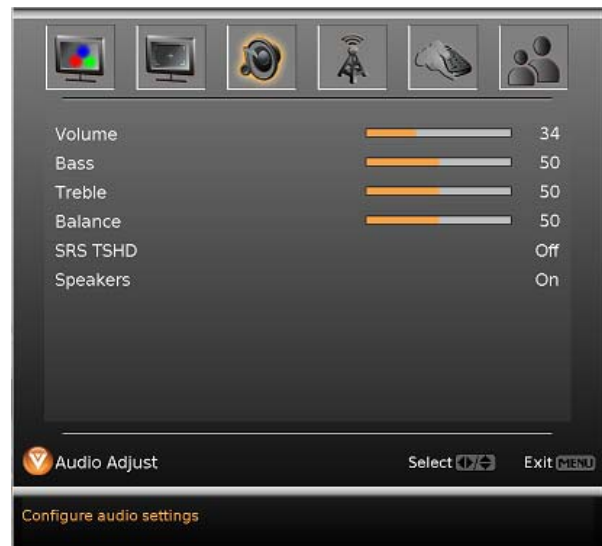 Volume 34
Bass 50
Treble 50
Balance 50
SRS TSHD Off
Speakers On
V Audio Adjust Select Exit MENU
Configure audio settings